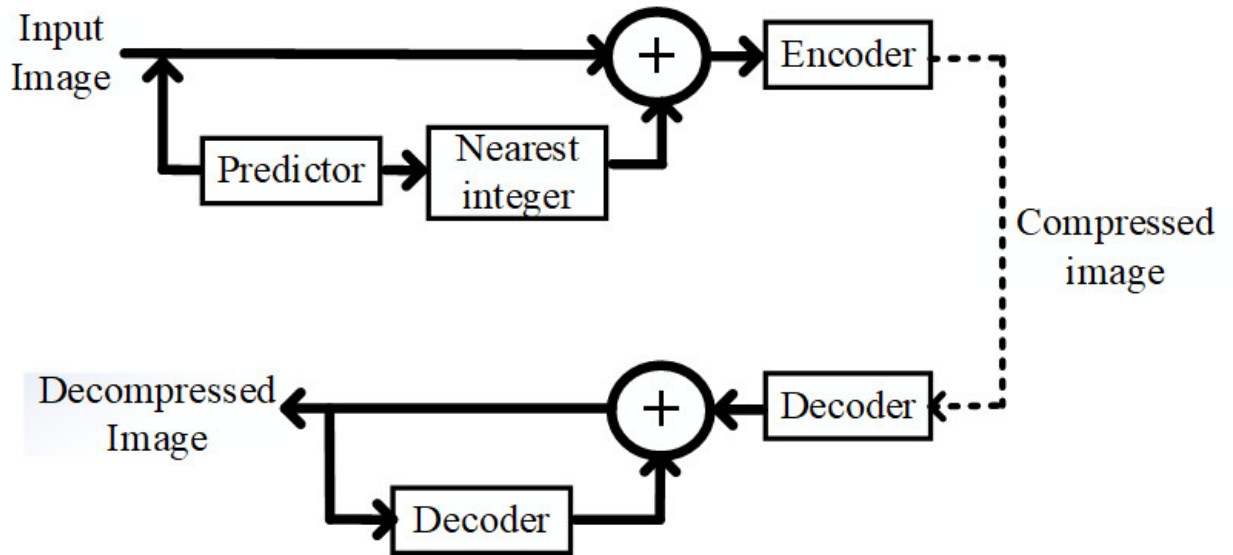 Input
Image
+
Encoder
Predictor
Nearest
integer
Compressed
image
Decompressed
Image
+
Decoder
Decoder